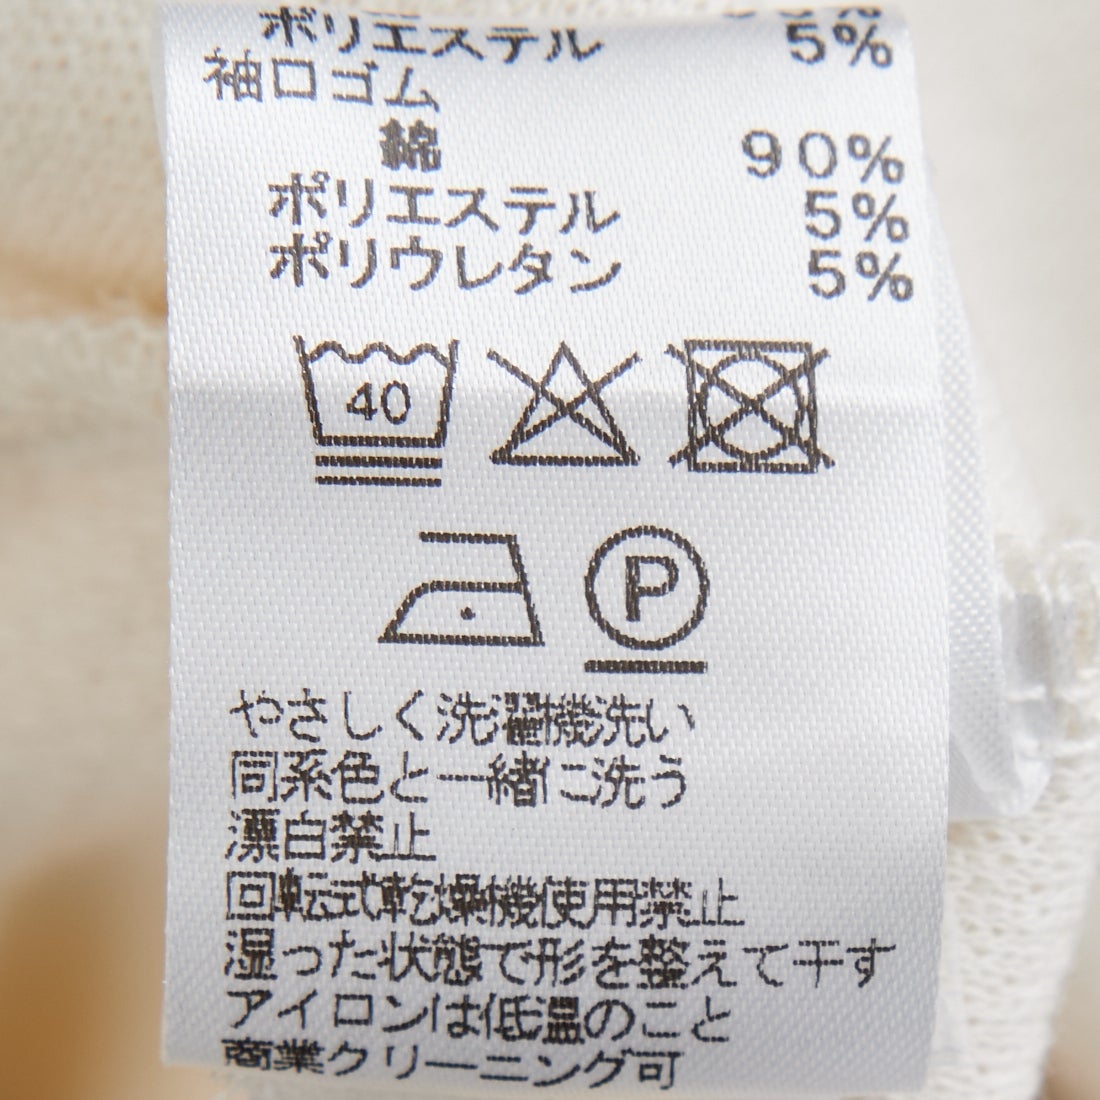 ポリエステル 5%
袖口ゴム
綿 90%
ポリエステル 5%
ポリウレタン 5%
40
P
やさしく洗濯機洗い
同系色と一緒に洗う
漂白禁止
回転式乾燥機使用禁止
湿った状態で形を整えて干す
アイロンは低温のこと
商業クリーニング可